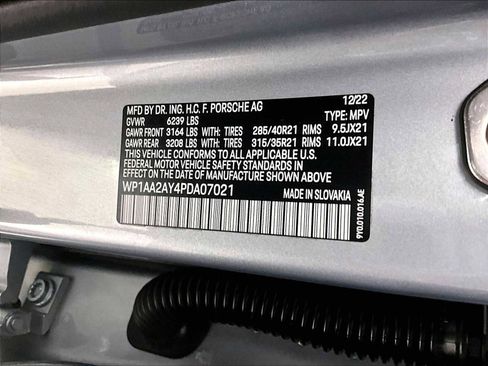 MFD BY DR. ING. H.C. F. PORSCHE AG 12/22
GVWR 6239 LBS TYPE: MPV
GAWR FRONT 3164 LBS WITH: TIRES 285/40R21 RIMS 9.5JX21
GAWR REAR 3208 LBS WITH: TIRES 315/35R21 RIMS 11.0JX21
THIS VEHICLE CONFORMS TO ALL APPLICABLE U.S.
FEDERAL MOTOR VEHICLE SAFETY STANDARDS IN
EFFECT ON THE DATE OF MANUFACTURE SHOWN ABOVE
WP1AA2AY4PDA07021 MADE IN SLOVAKIA
9Y0.010.016.AE